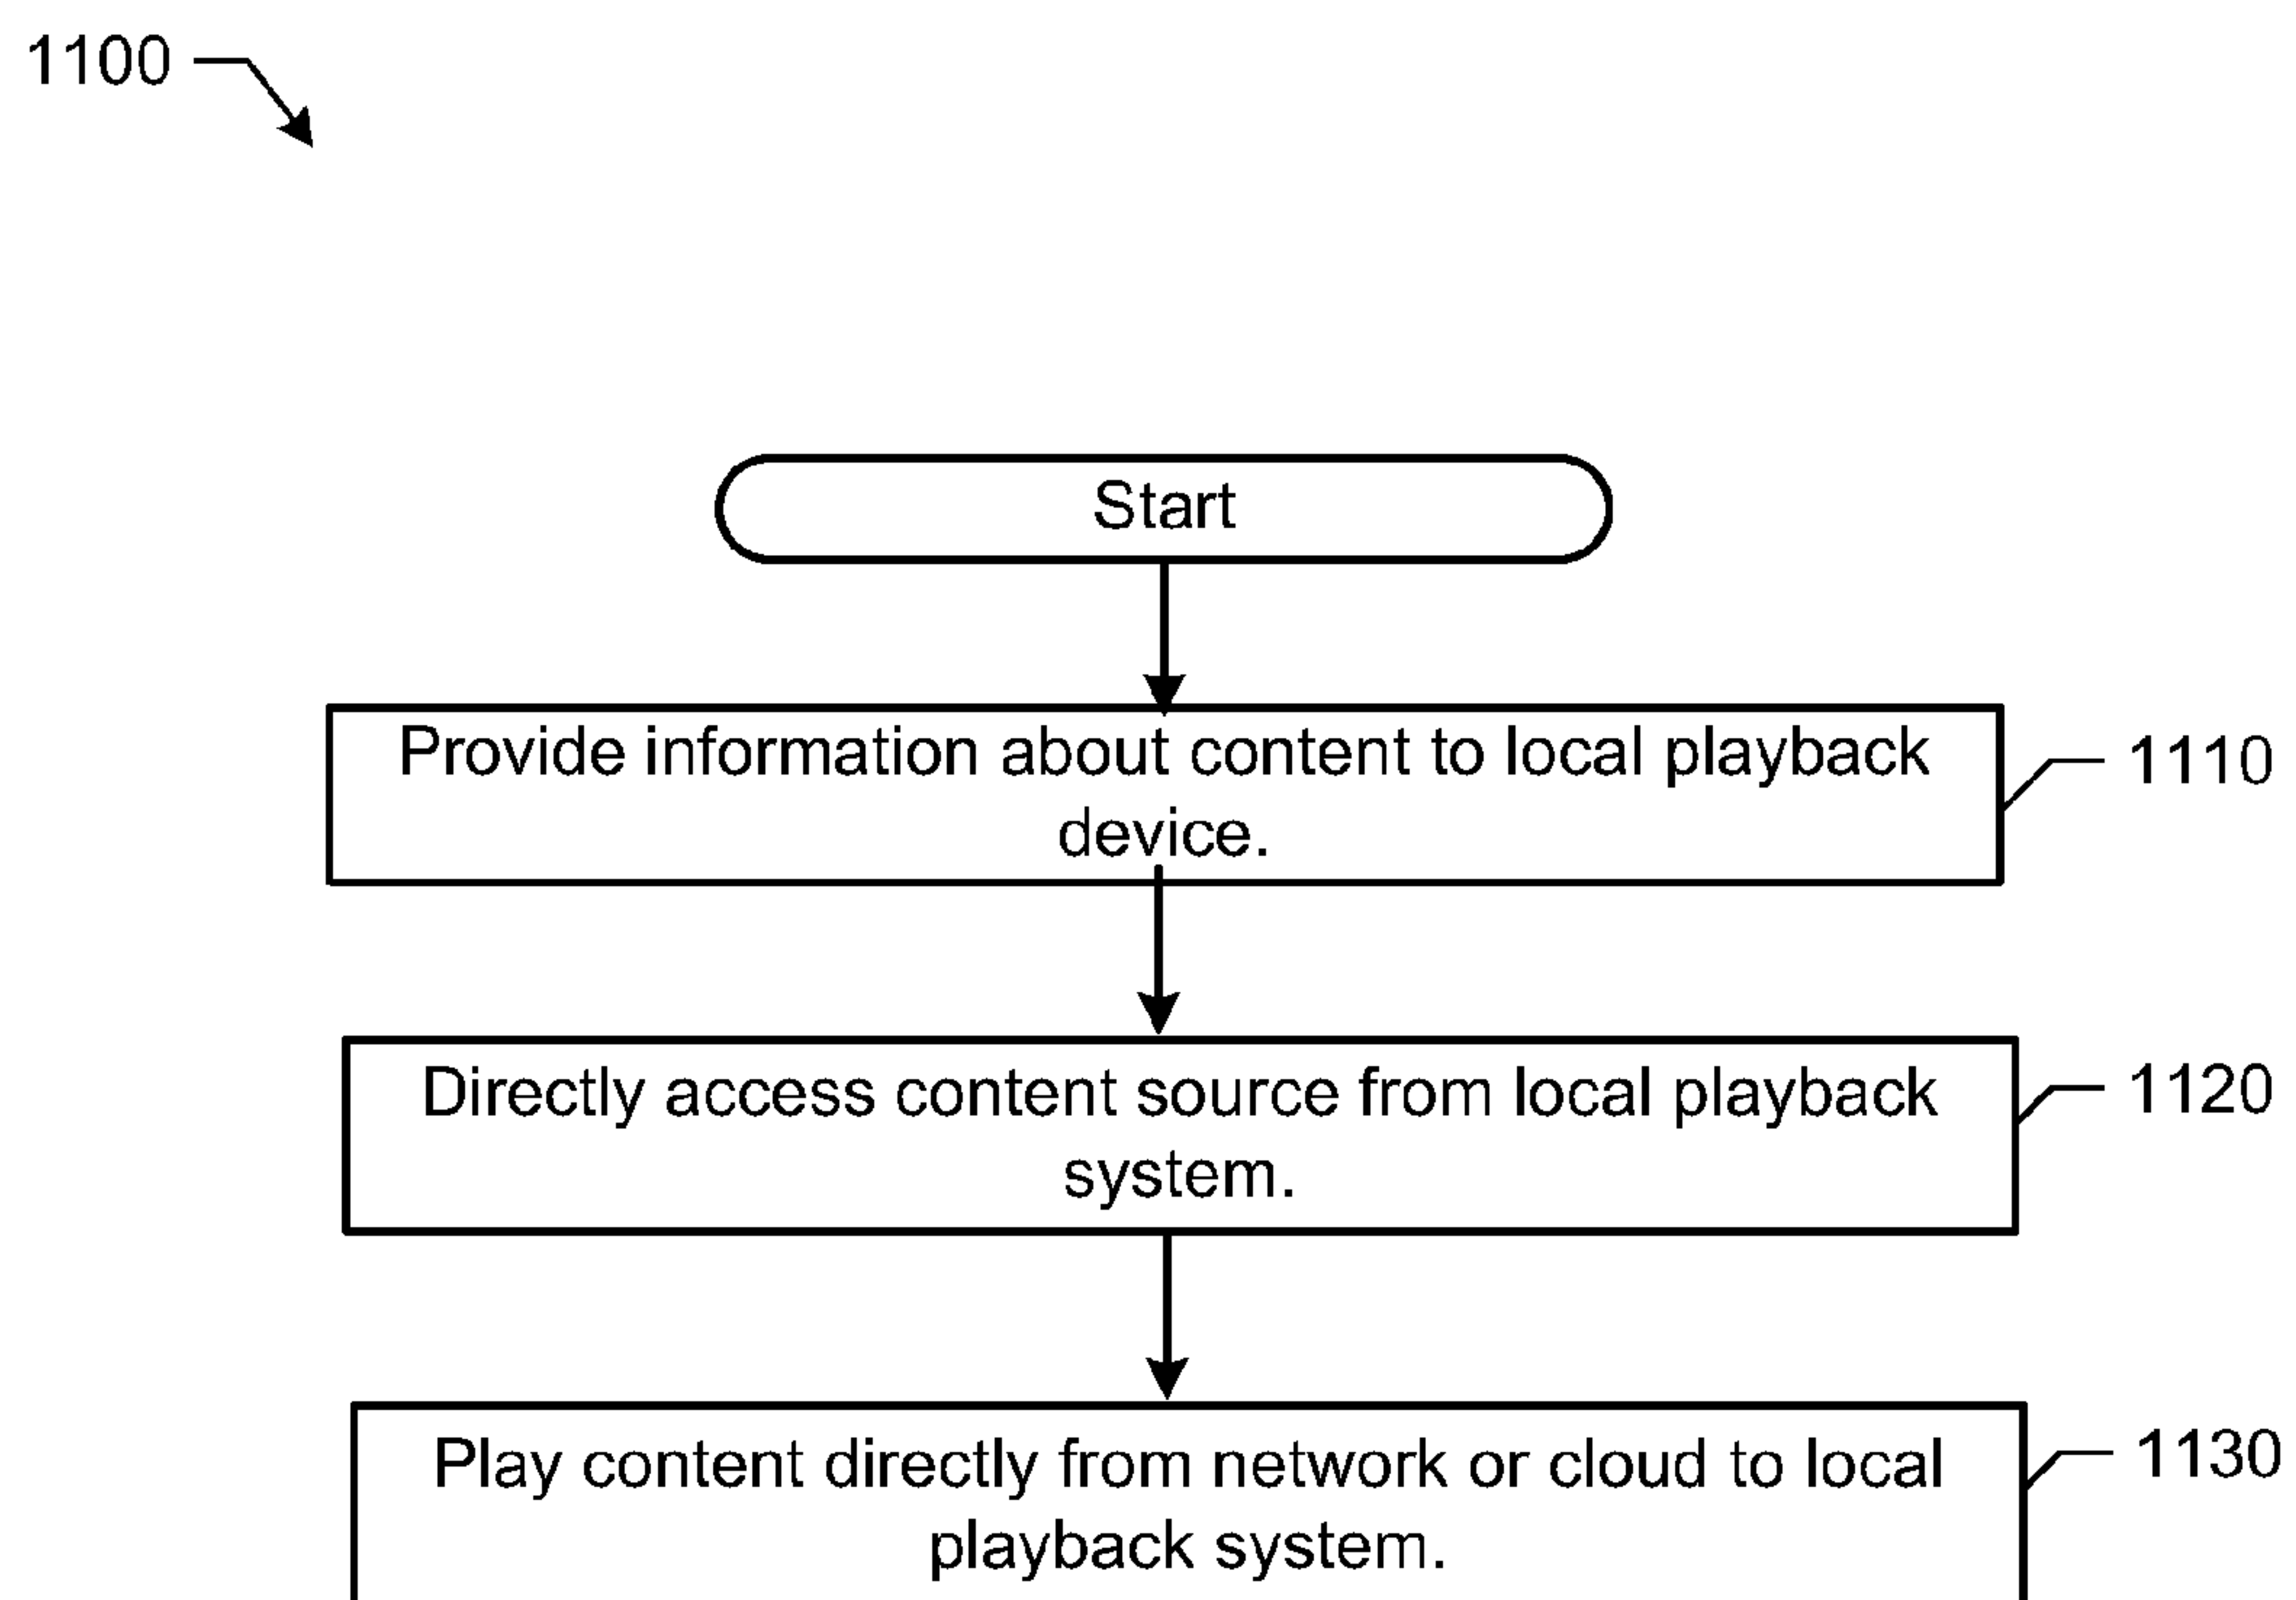 1100
Start
Provide information about content to local playback
device.
1110
Directly access content source from local playback
system.
1120
Play content directly from network or cloud to local
playback system.
1130